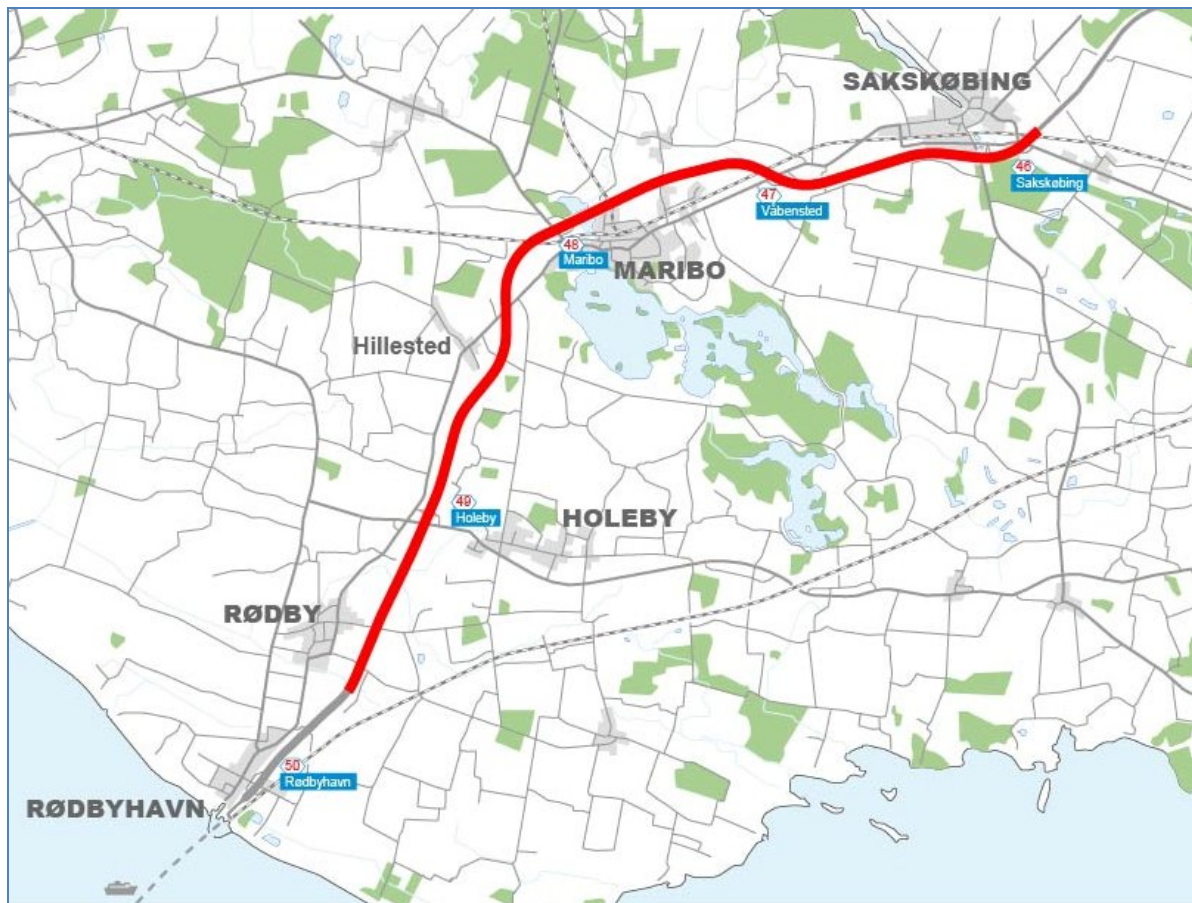 SAKSKØBING
46
Sakskøbing
47
Våbensted
48
Maribo
MARIBO
Hillested
49
Holeby
HOLEBY
RØDBY
50
Rødbyhavn
RØDBYHAVN